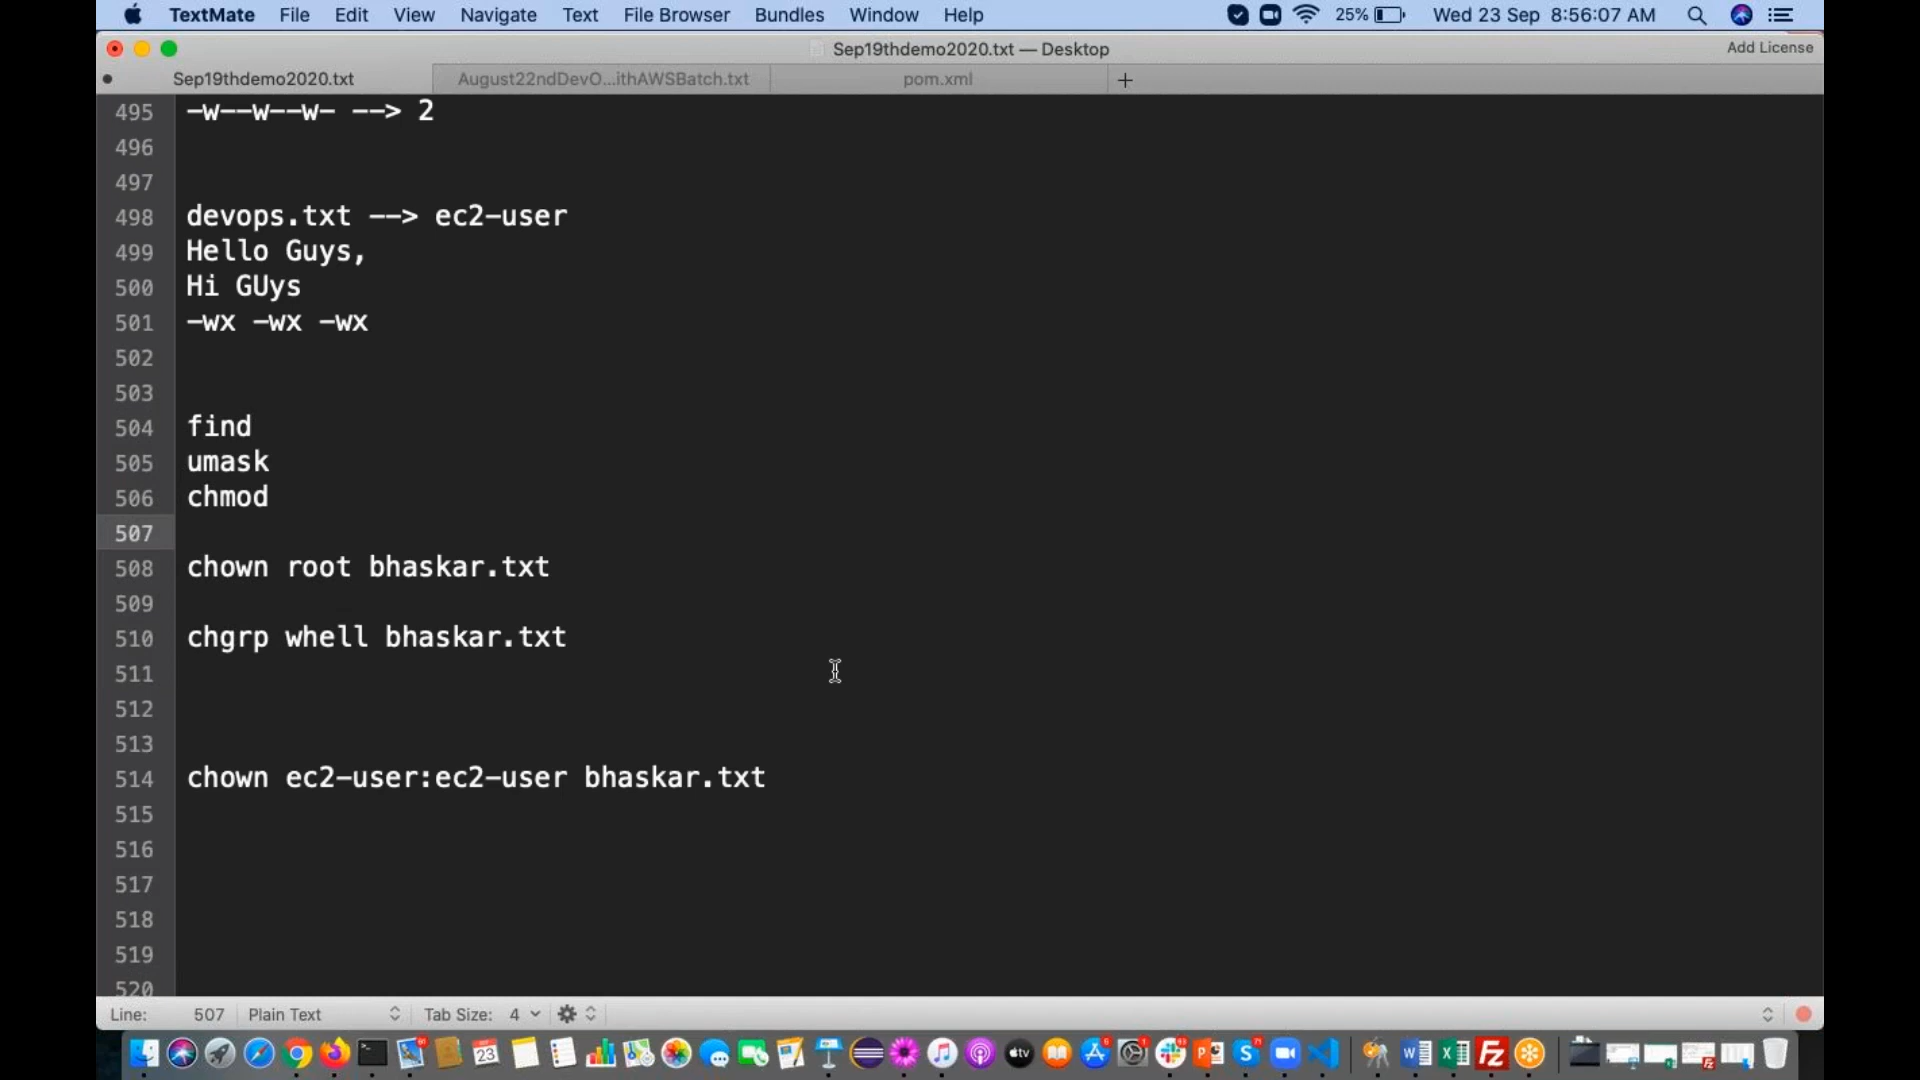 TextMate File Edit View Navigate Text File Browser Bundles Window Help 25% Wed 23 Sep 8:56:07 AM
Sep19thdemo2020.txt — Desktop Add License
Sep19thdemo2020.txt August22ndDevO...ithAWSBatch.txt pom.xml +
495 -w--w--w- --> 2
496
497
498 devops.txt --> ec2-user
499 Hello Guys,
500 Hi GUys
501 -wx -wx -wx
502
503
504 find
505 umask
506 chmod
507
508 chown root bhaskar.txt
509
510 chgrp whell bhaskar.txt
511
512
513
514 chown ec2-user:ec2-user bhaskar.txt
515
516
517
518
519
520
Line: 507 Plain Text Tab Size: 4